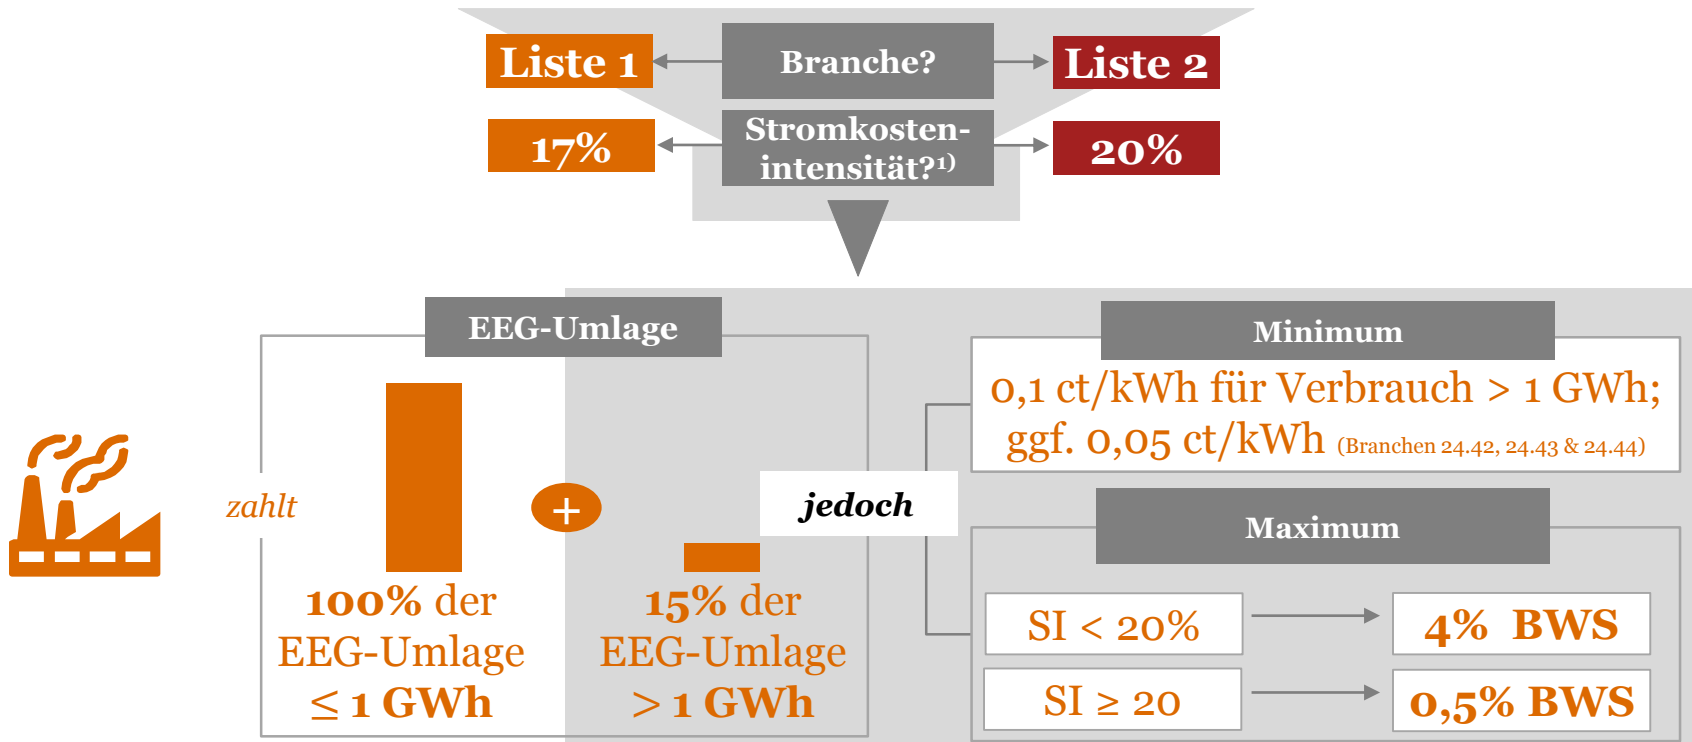 Liste 1
Branche?
Liste 2
17%
Stromkosten-
intensität?¹⁾
20%
EEG-Umlage
zahlt
100% der
EEG-Umlage
≤ 1 GWh
+
15% der
EEG-Umlage
> 1 GWh
jedoch
Minimum
0,1 ct/kWh für Verbrauch > 1 GWh;
ggf. 0,05 ct/kWh (Branchen 24.42, 24.43 & 24.44)
Maximum
SI < 20%
4% BWS
SI ≥ 20
0,5% BWS